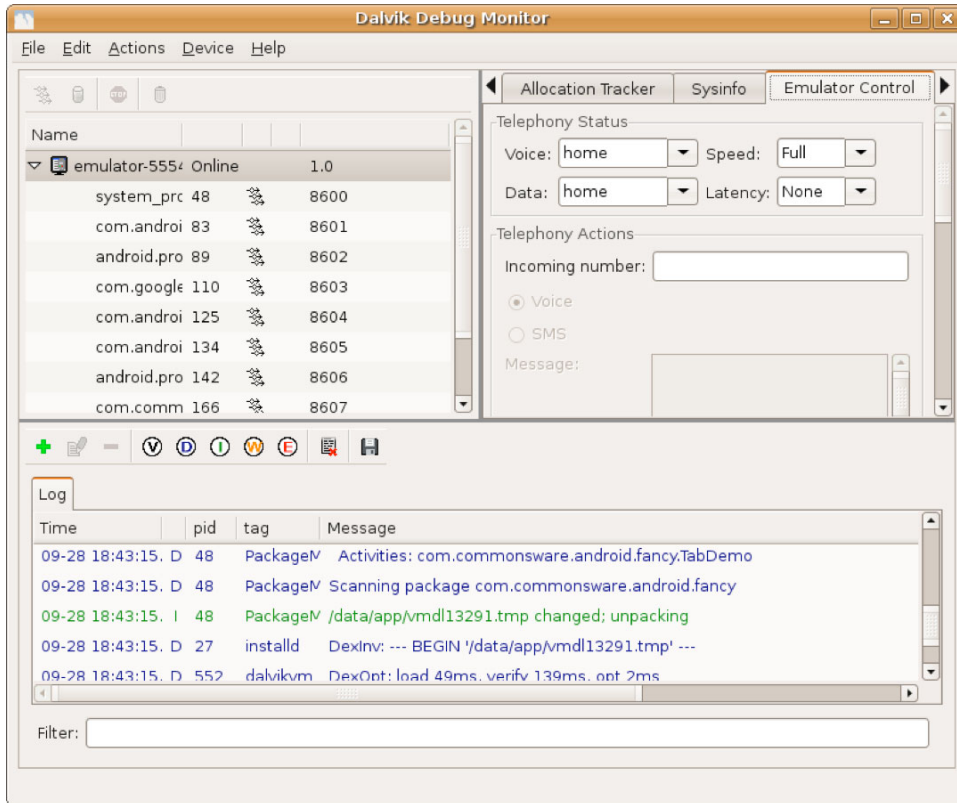 Dalvik Debug Monitor
File Edit Actions Device Help
STOP
Name
emulator-5554 Online 1.0
system_prc 48 8600
com.androi 83 8601
android.pro 89 8602
com.google 110 8603
com.androi 125 8604
com.androi 134 8605
android.pro 142 8606
com.comm 166 8607
Allocation Tracker Sysinfo Emulator Control
Telephony Status
Voice: home Speed: Full
Data: home Latency: None
Telephony Actions
Incoming number:
Voice
SMS
Message:
V D I W E
Log
Time pid tag Message
09-28 18:43:15. D 48 PackageM Activities: com.commonsware.android.fancy.TabDemo
09-28 18:43:15. D 48 PackageM Scanning package com.commonsware.android.fancy
09-28 18:43:15. I 48 PackageM /data/app/vmdl13291.tmp changed; unpacking
09-28 18:43:15. D 27 installd DexInv: --- BEGIN '/data/app/vmdl13291.tmp' ---
09-28 18:43:15. D 552 dalvikvm DexOpt: load 49ms, verify 139ms, opt 2ms
Filter: